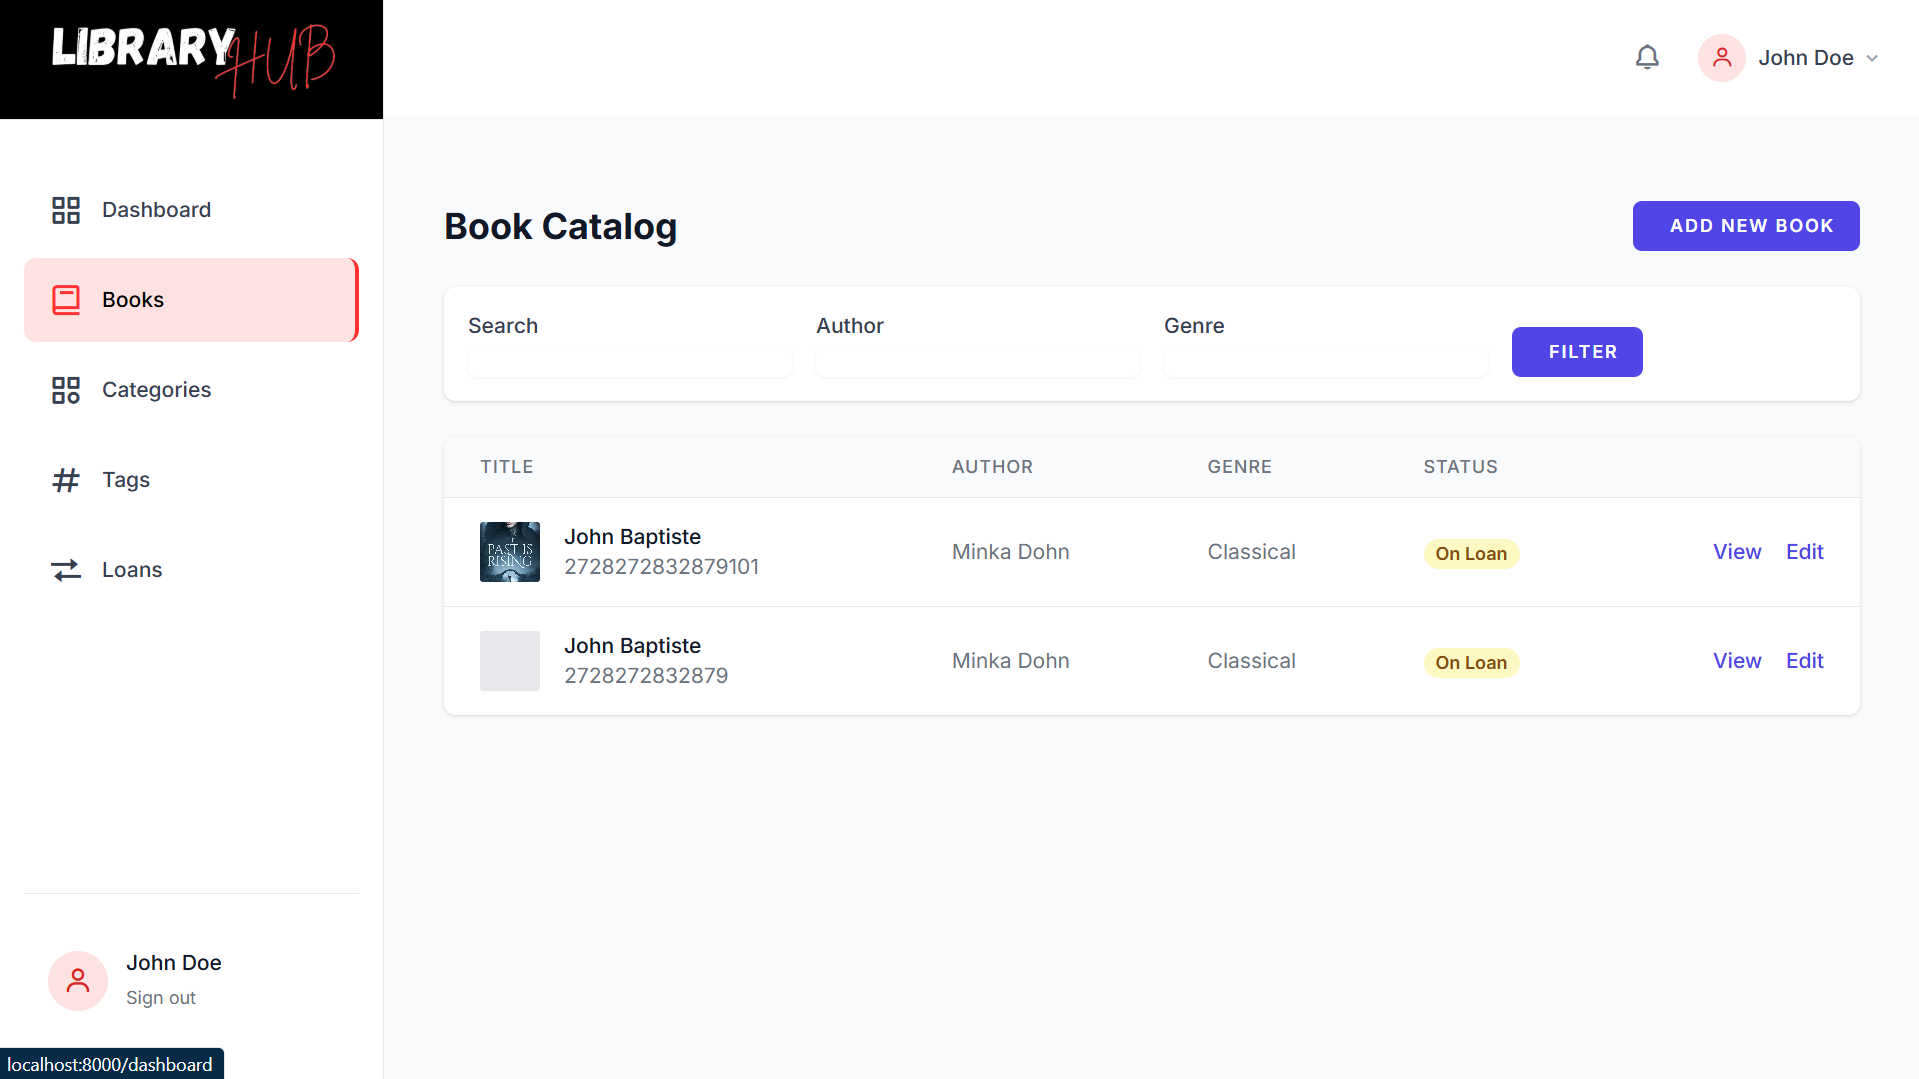 LIBRARY HUB
John Doe
Dashboard
Books
Categories
Tags
Loans
John Doe
Sign out
localhost:8000/dashboard
Book Catalog
ADD NEW BOOK
Search
Author
Genre
FILTER
TITLE AUTHOR GENRE STATUS
PAST IS
RISING
John Baptiste
2728272832879101
Minka Dohn Classical On Loan View Edit
John Baptiste
2728272832879
Minka Dohn Classical On Loan View Edit